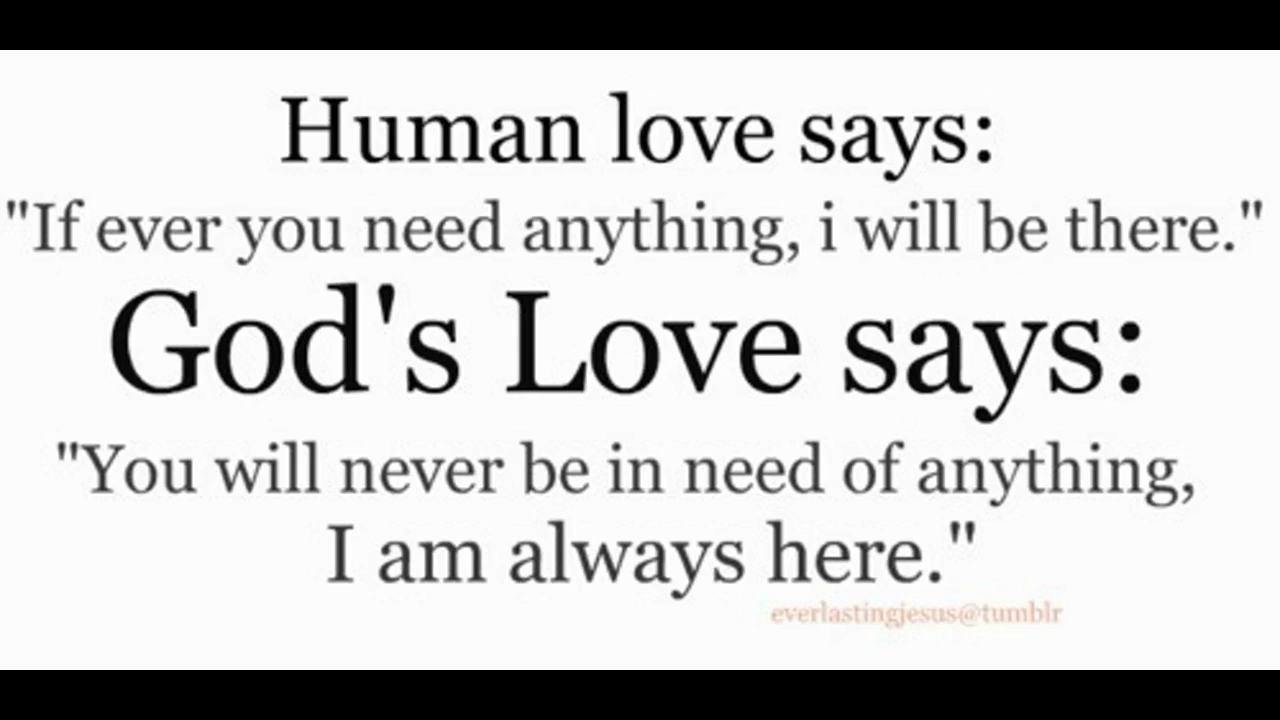 Human love says:
"If ever you need anything, i will be there."
God's Love says:
"You will never be in need of anything,
I am always here."
everlastingjesus@tumblr